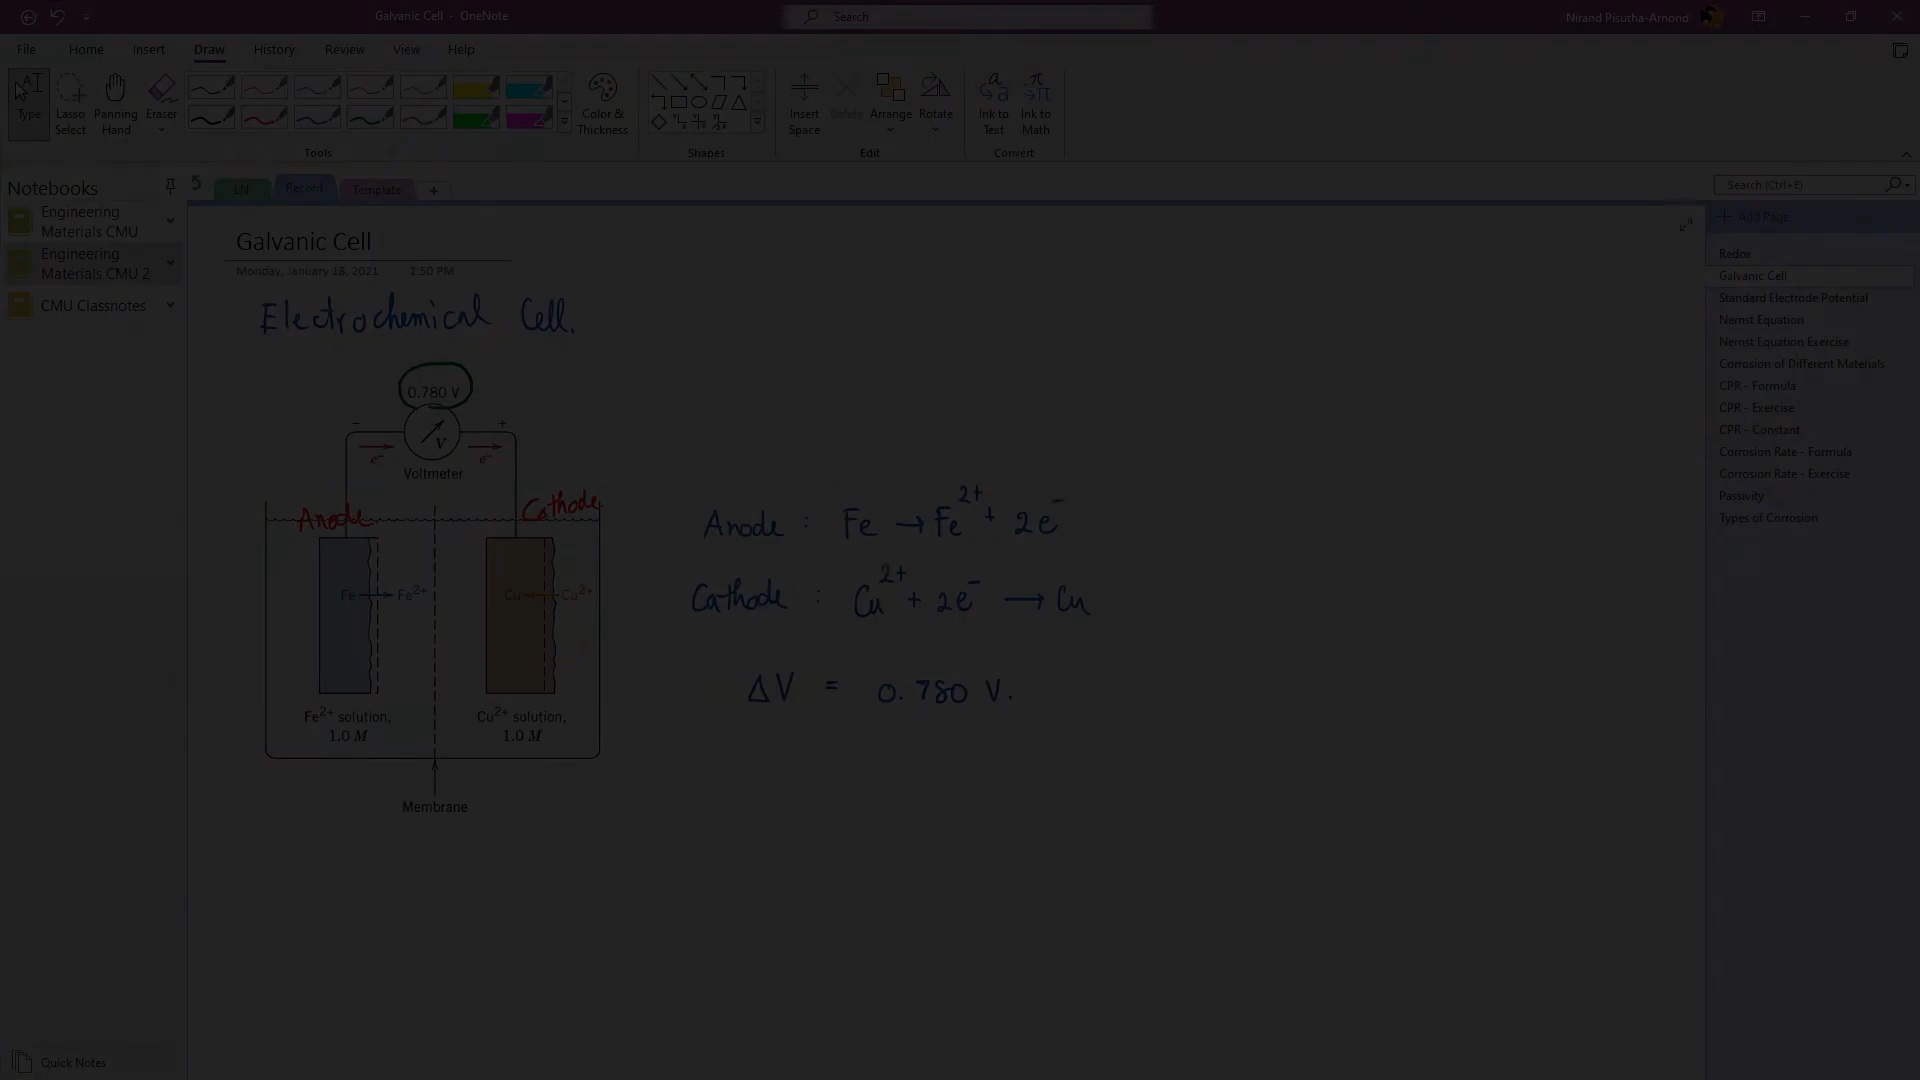 Galvanic Cell - OneNote
Search
Nirand Pisutha-Arnond
File Home Insert Draw History Review View Help
Type
Lasso Select
Panning Hand
Eraser
Color & Thickness
Insert Space
Delete
Arrange
Rotate
Ink to Text
Ink to Math
Tools
Shapes
Edit
Convert
Notebooks
Engineering Materials CMU
Engineering Materials CMU 2
CMU Classnotes
Quick Notes
5 LN Record Template +
Search (Ctrl+E)
Galvanic Cell
Monday, January 18, 2021 2:50 PM
Electrochemical Cell.
0.780 V
− +
V
e⁻ e⁻
Voltmeter
Anode Cathode
Fe → Fe²⁺
Cu ← Cu²⁺
Fe²⁺ solution,
1.0 M
Cu²⁺ solution,
1.0 M
Membrane
Anode : Fe → Fe²⁺ + 2e⁻
Cathode : Cu²⁺ + 2e⁻ → Cu
ΔV = 0.780 V.
Redox
Galvanic Cell
Standard Electrode Potential
Nernst Equation
Nernst Equation Exercise
Corrosion of Different Materials
CPR - Formula
CPR - Exercise
CPR - Constant
Corrosion Rate - Formula
Corrosion Rate - Exercise
Passivity
Types of Corrosion